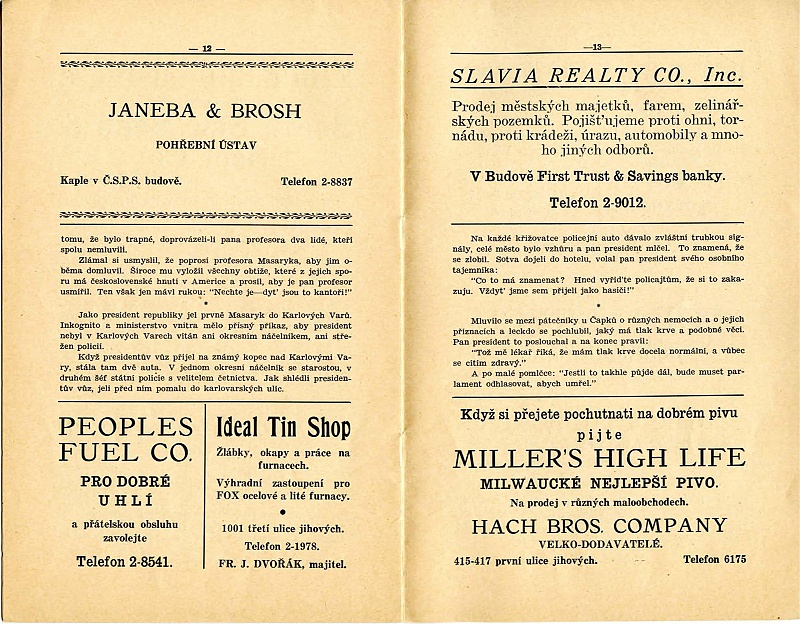 — 12 —
JANEBA & BROSH
POHŘEBNÍ ÚSTAV
Kaple v Č.S.P.S. budově. Telefon 2-8837
tomu, že bylo trapné, doprovázeli-li pana profesora dva lidé, kteří
spolu nemluvili.
Zlámal si usmyslil, že poprosí profesora Masaryka, aby jim o-
běma domluvil. Široce mu vyložil všechny obtíže, které z jejich spo-
ru má československé hnutí v Americe a prosil, aby je pan profesor
usmířil. Ten však jen mávl rukou: "Nechte je—dyt' jsou to kantoři!"
*
Jako president republiky jel prvně Masaryk do Karlových Varů.
Inkognito a ministerstvo vnitra mělo přísný příkaz, aby president
nebyl v Karlových Varech vítán ani okresním náčelníkem, ani stře-
žen policií.
Když presidentův vůz přijel na známý kopec nad Karlovými Va-
ry, stála tam dvě auta. V jednom okresní náčelník se starostou, v
druhém šéf státní policie s velitelem četnictva. Jak shlédli presiden-
tův vůz, jeli před ním pomalu do karlovarských ulic.
PEOPLES
FUEL CO.
PRO DOBRÉ
UHLÍ
a přátelskou obsluhu
zavolejte
Telefon 2-8541.
Ideal Tin Shop
Žlábky, okapy a práce na
furnacech.
Výhradní zastoupení pro
FOX ocelové a lité furnacy.
●
1001 třetí ulice jihových.
Telefon 2-1978.
FR. J. DVOŘÁK, majitel.
—13—
SLAVIA REALTY CO., Inc.
Prodej městských majetků, farem, zelinář-
ských pozemků. Pojišt'ujeme proti ohni, tor-
nádu, proti krádeži, úrazu, automobily a mno-
ho jiných odborů.
V Budově First Trust & Savings banky.
Telefon 2-9012.
Na každé křižovatce policejní auto dávalo zvláštní trubkou sig-
nály, celé město bylo vzhůru a pan president mlčel. To znamená, že
se zlobil. Sotva dojeli do hotelu, volal pan president svého osobního
tajemníka:
"Co to má znamenat? Hned vyřid'te policajtům, že si to zaka-
zuju. Vždyt' jsme sem přijeli jako hasiči!"
*
Mluvilo se mezi pátečníky u Čapků o různých nemocích a o jejich
příznacích a leckdo se pochlubil, jaký má tlak krve a podobné věci.
Pan president to poslouchal a na konec pravil:
"Tož mě lékař říká, že mám tlak krve docela normální, a vůbec
se cítím zdravý."
A po malé pomlčce: "Jestli to takhle půjde dál, bude muset par-
lament odhlasovat, abych umřel."
Když si přejete pochutnati na dobrém pivu
pijte
MILLER'S HIGH LIFE
MILWAUCKÉ NEJLEPŠÍ PIVO.
Na prodej v různých maloobchodech.
HACH BROS. COMPANY
VELKO-DODAVATELÉ.
415-417 první ulice jihových. Telefon 6175